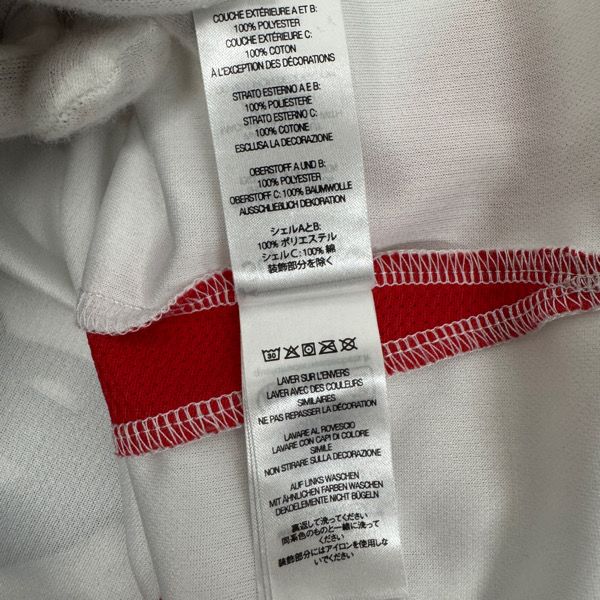 COUCHE EXTÉRIEURE A ET B:
100% POLYESTER
COUCHE EXTÉRIEURE C:
100% COTON
À L'EXCEPTION DES DÉCORATIONS
STRATO ESTERNO A E B:
100% POLIESTERE
STRATO ESTERNO C:
100% COTONE
ESCLUSA LA DECORAZIONE
OBERSTOFF A UND B:
100% POLYESTER
OBERSTOFF C: 100% BAUMWOLLE
AUSSCHLIEßLICH DEKORATION
シェルAとB:
100% ポリエステル
シェルC: 100% 綿
装飾部分を除く
30
LAVER SUR L'ENVERS
LAVER AVEC DES COULEURS
SIMILAIRES
NE PAS REPASSER LA DÉCORATION
LAVARE AL ROVESCIO
LAVARE CON CAPI DI COLORE
SIMILE
NON STIRARE SULLA DECORAZIONE
AUF LINKS WASCHEN
MIT ÄHNLICHEN FARBEN WASCHEN
DEKOELEMENTE NICHT BÜGELN
裏返して洗ってください
同系色のものと一緒に洗って
ください
装飾部分にはアイロンを使用しな
いでください